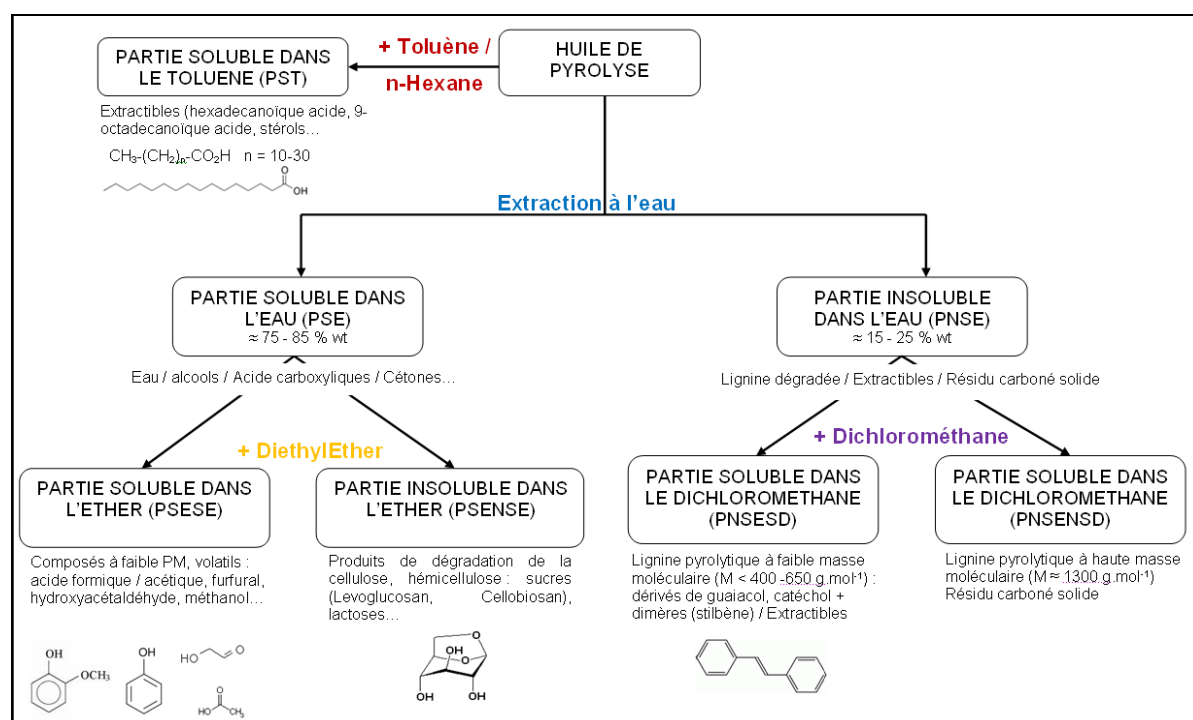 HUILE DE
PYROLYSE
+ Toluène /
n-Hexane
PARTIE SOLUBLE DANS
LE TOLUENE (PST)
Extractibles (hexadecanoïque acide, 9-
octadecanoïque acide, stérols…
CH₃-(CH₂)ₙ-CO₂H n = 10-30
O
OH
Extraction à l'eau
PARTIE SOLUBLE DANS
L'EAU (PSE)
≈ 75 - 85 % wt
Eau / alcools / Acide carboxyliques / Cétones…
PARTIE INSOLUBLE
DANS L'EAU (PNSE)
≈ 15 - 25 % wt
Lignine dégradée / Extractibles / Résidu carboné solide
+ DiethylEther
+ Dichlorométhane
PARTIE SOLUBLE DANS
L'ETHER (PSESE)
Composés à faible PM, volatils :
acide formique / acétique, furfural,
hydroxyacétaldéhyde, méthanol…
OH
OCH₃
OH
HO
O
O
HO
CH₃
PARTIE INSOLUBLE DANS
L'ETHER (PSENSE)
Produits de dégradation de la
cellulose, hémicellulose : sucres
(Levoglucosan, Cellobiosan),
lactoses…
O
OH
O
OH
OH
PARTIE SOLUBLE DANS
LE DICHLOROMETHANE
(PNSESD)
Lignine pyrolytique à faible masse
moléculaire (M < 400 -650 g.mol⁻¹) :
dérivés de guaiacol, catéchol +
dimères (stilbène) / Extractibles
PARTIE SOLUBLE DANS
LE DICHLOROMETHANE
(PNSENSD)
Lignine pyrolytique à haute masse
moléculaire (M ≈ 1300 g.mol⁻¹)
Résidu carboné solide